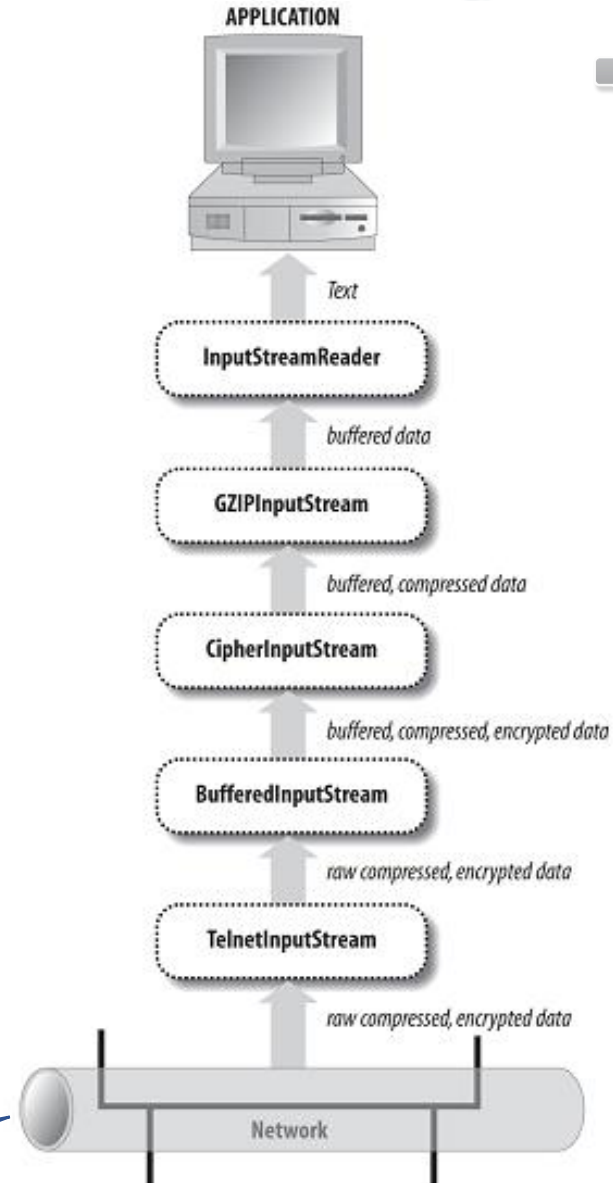 APPLICATION
Text
InputStreamReader
buffered data
GZIPInputStream
buffered, compressed data
CipherInputStream
buffered, compressed, encrypted data
BufferedInputStream
raw compressed, encrypted data
TelnetInputStream
raw compressed, encrypted data
Network